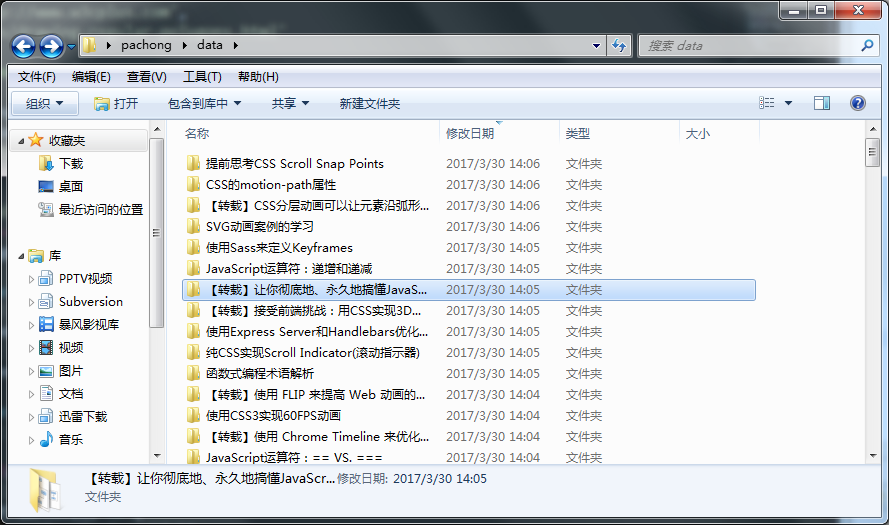 pachong
data
搜索 data
文件(F) 编辑(E) 查看(V) 工具(T) 帮助(H)
组织 打开 包含到库中 共享 新建文件夹
收藏夹
下载
桌面
最近访问的位置
库
PPTV视频
Subversion
暴风影视库
视频
图片
文档
迅雷下载
音乐
名称 修改日期 类型 大小
提前思考CSS Scroll Snap Points 2017/3/30 14:06 文件夹
CSS的motion-path属性 2017/3/30 14:06 文件夹
【转载】CSS分层动画可以让元素沿弧形... 2017/3/30 14:06 文件夹
SVG动画案例的学习 2017/3/30 14:06 文件夹
使用Sass来定义Keyframes 2017/3/30 14:05 文件夹
JavaScript运算符：递增和递减 2017/3/30 14:05 文件夹
【转载】让你彻底地、永久地搞懂JavaS... 2017/3/30 14:05 文件夹
【转载】接受前端挑战：用CSS实现3D... 2017/3/30 14:05 文件夹
使用Express Server和Handlebars优化... 2017/3/30 14:05 文件夹
纯CSS实现Scroll Indicator(滚动指示器) 2017/3/30 14:05 文件夹
函数式编程术语解析 2017/3/30 14:05 文件夹
【转载】使用 FLIP 来提高 Web 动画的... 2017/3/30 14:04 文件夹
使用CSS3实现60FPS动画 2017/3/30 14:04 文件夹
【转载】使用 Chrome Timeline 来优化... 2017/3/30 14:04 文件夹
JavaScript运算符：== VS. === 2017/3/30 14:04 文件夹
【转载】让你彻底地、永久地搞懂JavaScr... 修改日期: 2017/3/30 14:05
文件夹